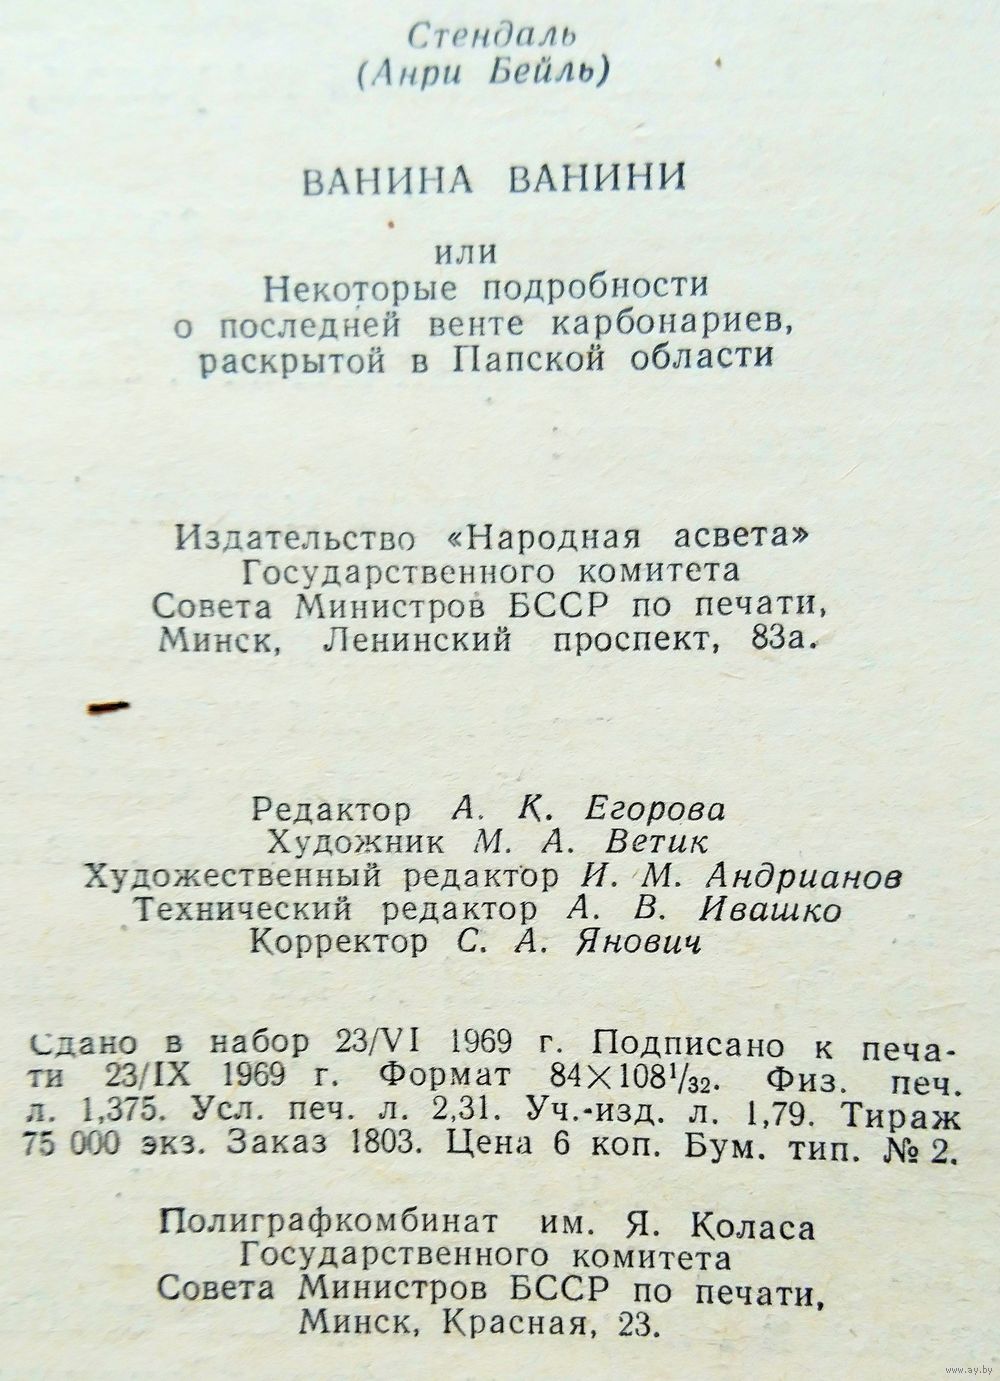 Стендаль
(Анри Бейль)
ВАНИНА ВАНИНИ
или
Некоторые подробности
о последней венте карбонариев,
раскрытой в Папской области
Издательство «Народная асвета»
Государственного комитета
Совета Министров БССР по печати,
Минск, Ленинский проспект, 83а.
Редактор А. К. Егорова
Художник М. А. Ветик
Художественный редактор И. М. Андрианов
Технический редактор А. В. Ивашко
Корректор С. А. Янович
Сдано в набор 23/VI 1969 г. Подписано к печа-
ти 23/IX 1969 г. Формат 84×108¹/₃₂. Физ. печ.
л. 1,375. Усл. печ. л. 2,31. Уч.-изд. л. 1,79. Тираж
75 000 экз. Заказ 1803. Цена 6 коп. Бум. тип. № 2.
Полиграфкомбинат им. Я. Коласа
Государственного комитета
Совета Министров БССР по печати,
Минск, Красная, 23.
www.ay.by